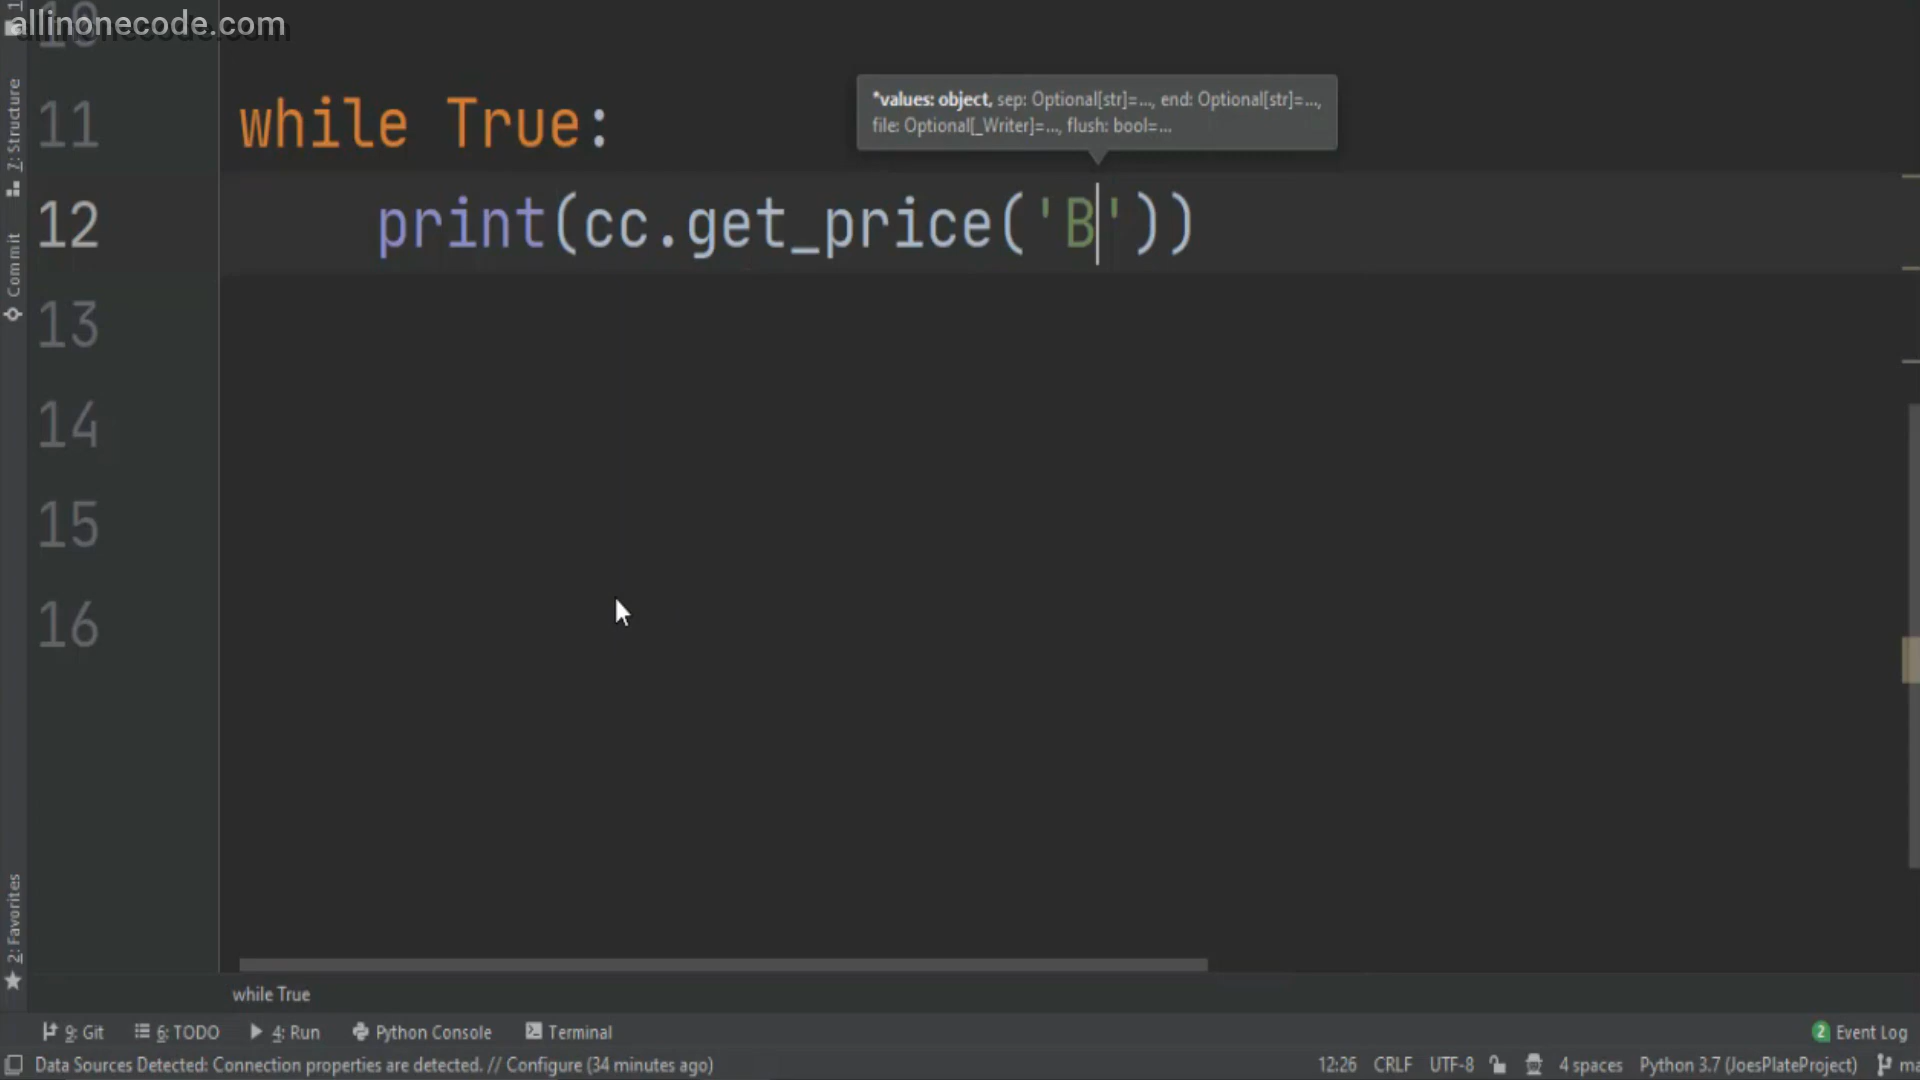 allinonecode.com
10
11 while True:
*values: object, sep: Optional[str]=..., end: Optional[str]=...,
file: Optional[_Writer]=..., flush: bool=...
12 print(cc.get_price('B'))
13
14
15
16
7: Structure
Commit
2: Favorites
while True
9: Git 6: TODO 4: Run Python Console Terminal 2 Event Log
Data Sources Detected: Connection properties are detected. // Configure (34 minutes ago) 12:26 CRLF UTF-8 4 spaces Python 3.7 (JoesPlateProject)